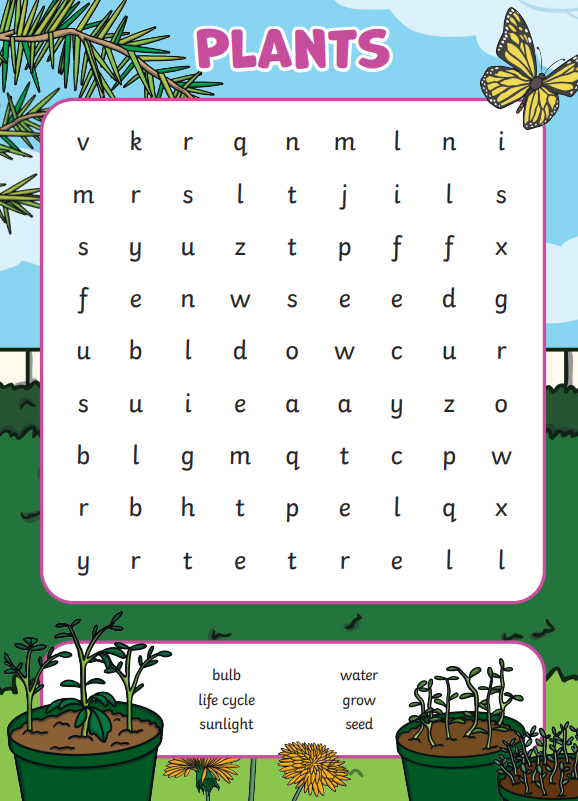 PLANTS
v k r q n m l n i
m r s l t j i l s
s y u z t p f f x
f e n w s e e d g
u b l d o w c u r
s u i e a a y z o
b l g m q t c p w
r b h t p e l q x
y r t e t r e l l
bulb water
life cycle grow
sunlight seed